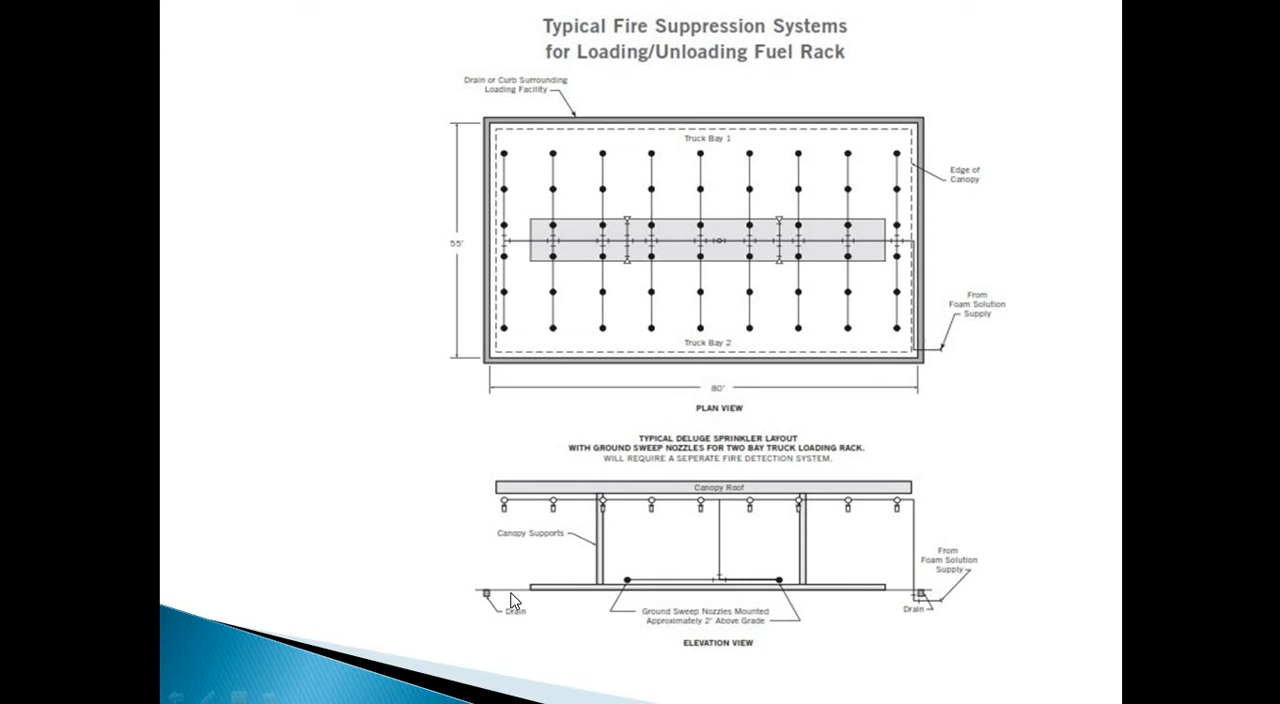 Typical Fire Suppression Systems
for Loading/Unloading Fuel Rack
Drain or Curb Surrounding
Loading Facility
Truck Bay 1
Edge of
Canopy
55'
From
Foam Solution
Supply
Truck Bay 2
80'
PLAN VIEW
TYPICAL DELUGE SPRINKLER LAYOUT
WITH GROUND SWEEP NOZZLES FOR TWO BAY TRUCK LOADING RACK.
WILL REQUIRE A SEPERATE FIRE DETECTION SYSTEM.
Canopy Roof
Canopy Supports
From
Foam Solution
Supply
Drain
Drain
Ground Sweep Nozzles Mounted
Approximately 2" Above Grade
ELEVATION VIEW